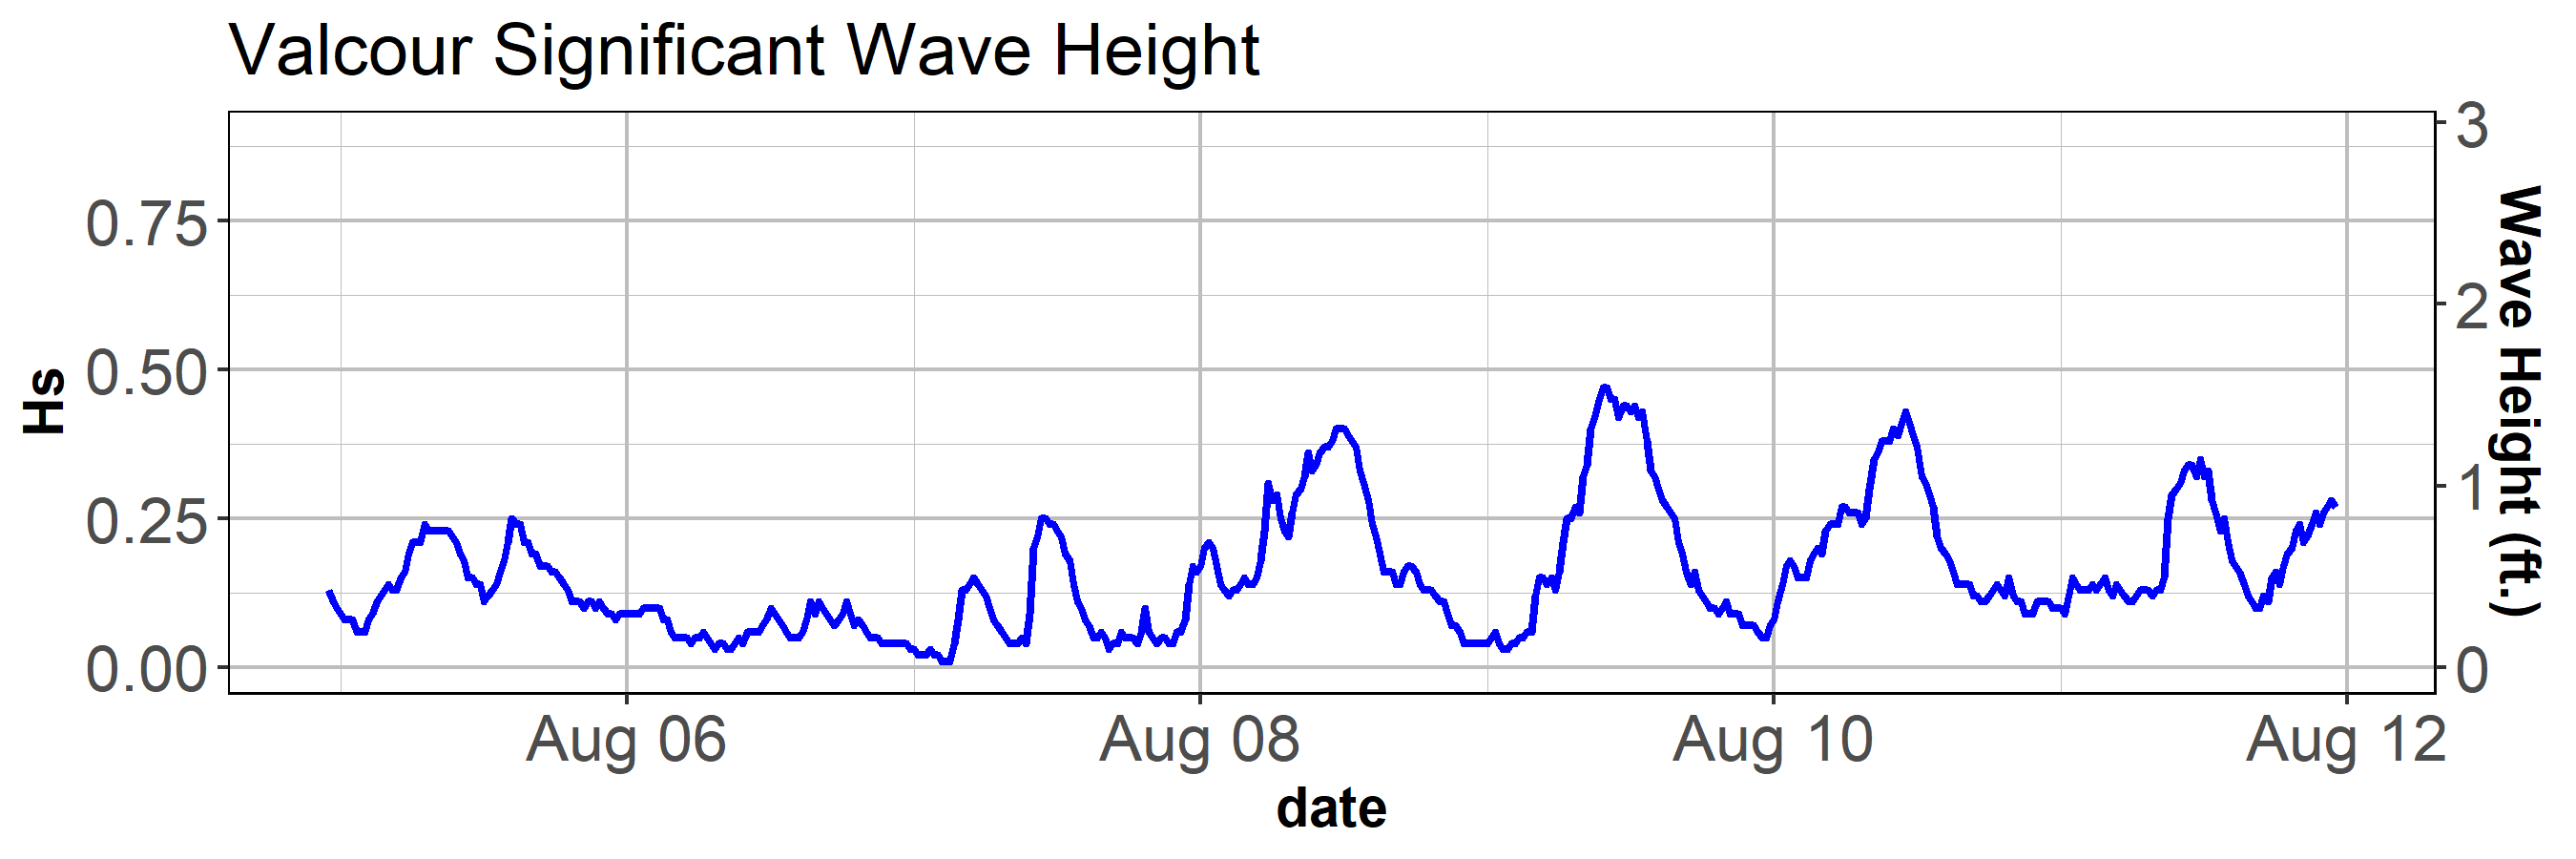 Valcour Significant Wave Height
Hs
0.75
0.50
0.25
0.00
3
2
1
0
Wave Height (ft.)
Aug 06
Aug 08
Aug 10
Aug 12
date